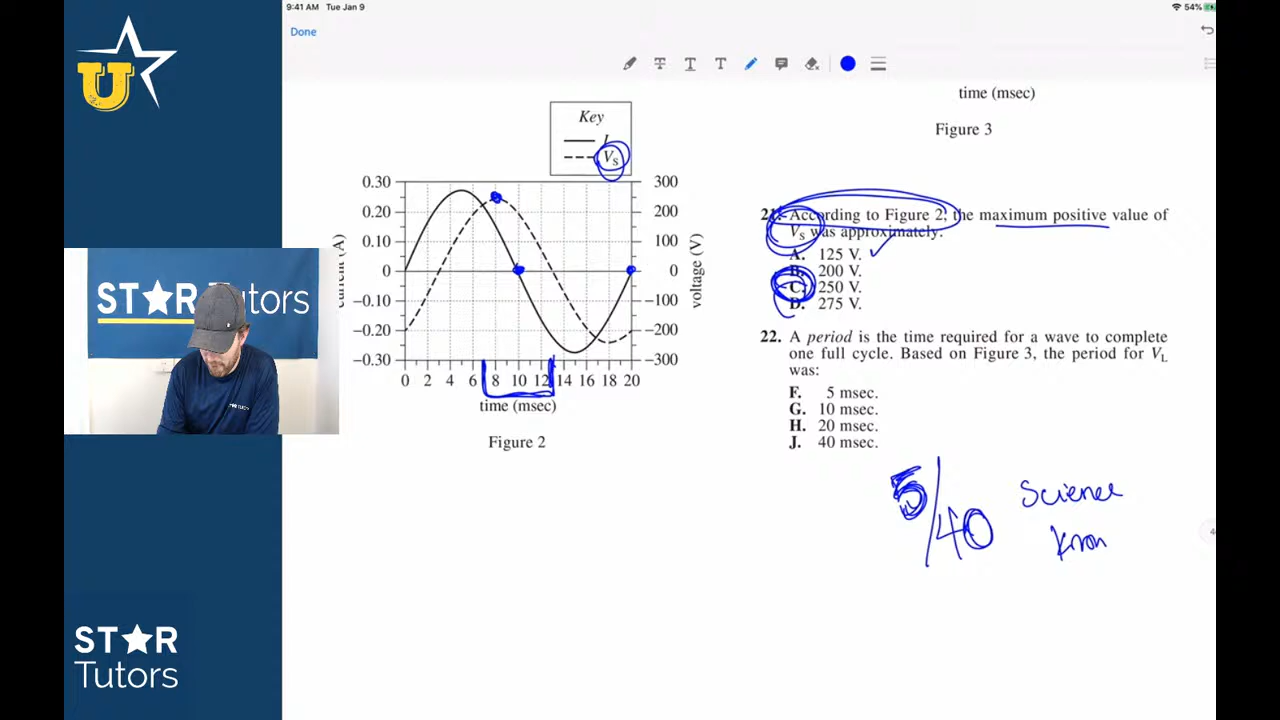 9:41 AM Tue Jan 9
54%
Done
U
T T T
time (msec)
Figure 3
Key
I
VS
0.30 300
0.20 200
0.10 100
0 0
−0.10 −100
−0.20 −200
−0.30 −300
current (A)
voltage (V)
0 2 4 6 8 10 12 14 16 18 20
time (msec)
Figure 2
21. According to Figure 2, the maximum positive value of
VS was approximately:
A. 125 V.
B. 200 V.
C. 250 V.
D. 275 V.
22. A period is the time required for a wave to complete
one full cycle. Based on Figure 3, the period for VL
was:
F. 5 msec.
G. 10 msec.
H. 20 msec.
J. 40 msec.
5/40
Science
STAR Tutors
STAR
Tutors